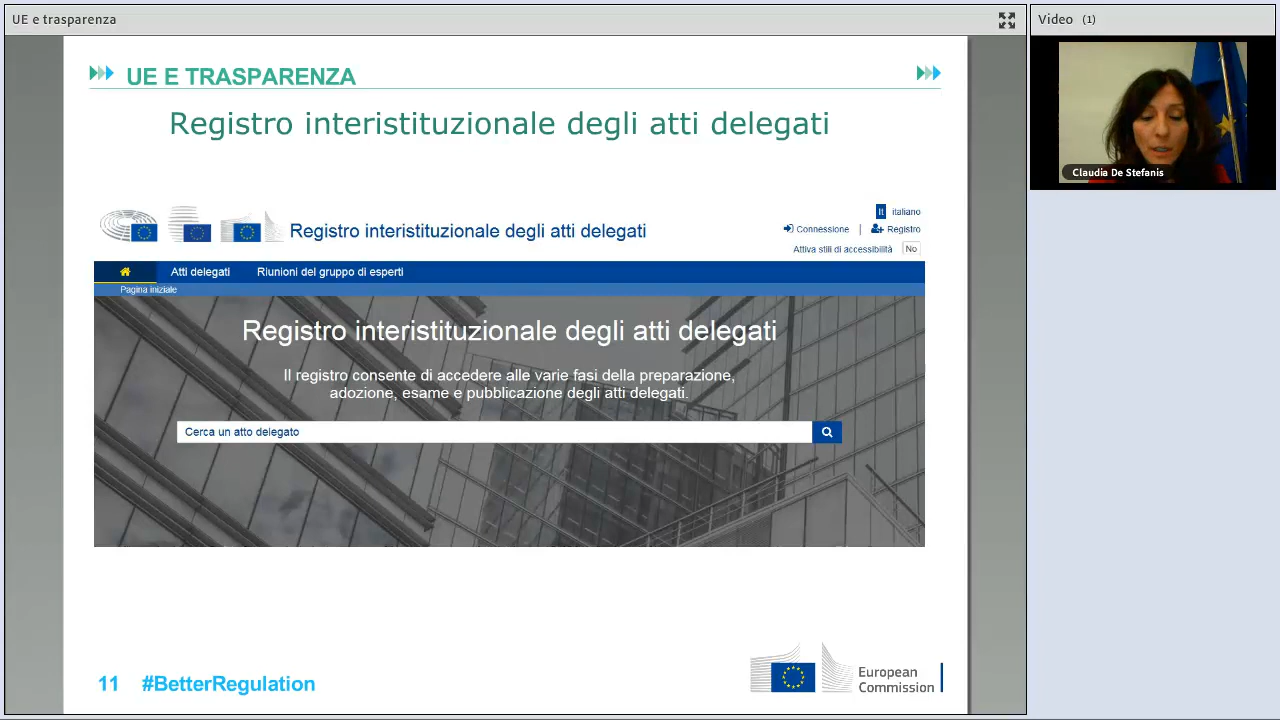 UE e trasparenza
Video (1)
UE E TRASPARENZA
Registro interistituzionale degli atti delegati
Claudia De Stefanis
Registro interistituzionale degli atti delegati
it italiano
Connessione | Registro
Attiva stili di accessibilità No
Atti delegati Riunioni del gruppo di esperti
Pagina iniziale
Registro interistituzionale degli atti delegati
Il registro consente di accedere alle varie fasi della preparazione,
adozione, esame e pubblicazione degli atti delegati.
Cerca un atto delegato
11 #BetterRegulation
European
Commission